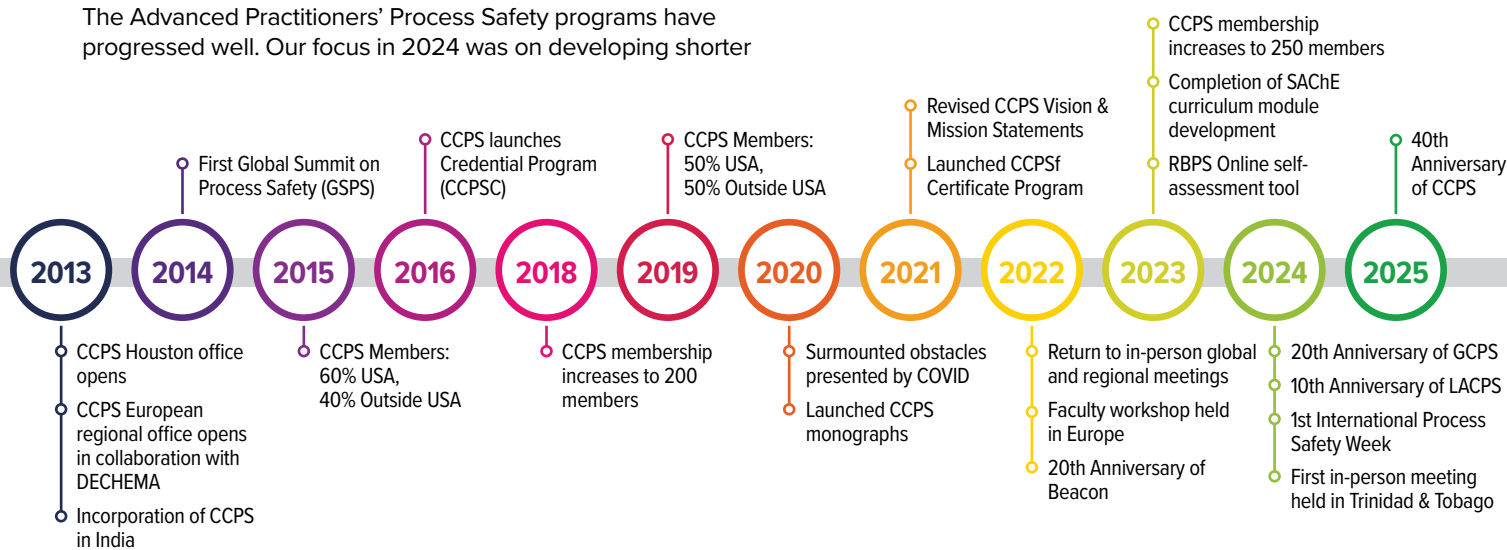 The Advanced Practitioners’ Process Safety programs have
progressed well. Our focus in 2024 was on developing shorter
2013
CCPS Houston office
opens
CCPS European
regional office opens
in collaboration with
DECHEMA
Incorporation of CCPS
in India
First Global Summit on
Process Safety (GSPS)
2014
2015
CCPS Members:
60% USA,
40% Outside USA
CCPS launches
Credential Program
(CCPSC)
2016
2018
CCPS membership
increases to 200
members
CCPS Members:
50% USA,
50% Outside USA
2019
2020
Surmounted obstacles
presented by COVID
Launched CCPS
monographs
Revised CCPS Vision &
Mission Statements
Launched CCPSf
Certificate Program
2021
2022
Return to in-person global
and regional meetings
Faculty workshop held
in Europe
20th Anniversary of
Beacon
CCPS membership
increases to 250 members
Completion of SAChE
curriculum module
development
RBPS Online self-
assessment tool
2023
2024
20th Anniversary of GCPS
10th Anniversary of LACPS
1st International Process
Safety Week
First in-person meeting
held in Trinidad & Tobago
40th
Anniversary
of CCPS
2025